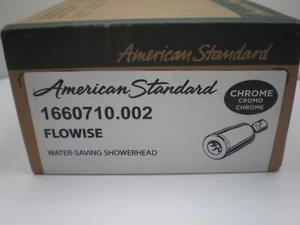 American Standard
American Standard
1660710.002
FLOWISE
WATER-SAVING SHOWERHEAD
CHROME
CROMO
CHROME